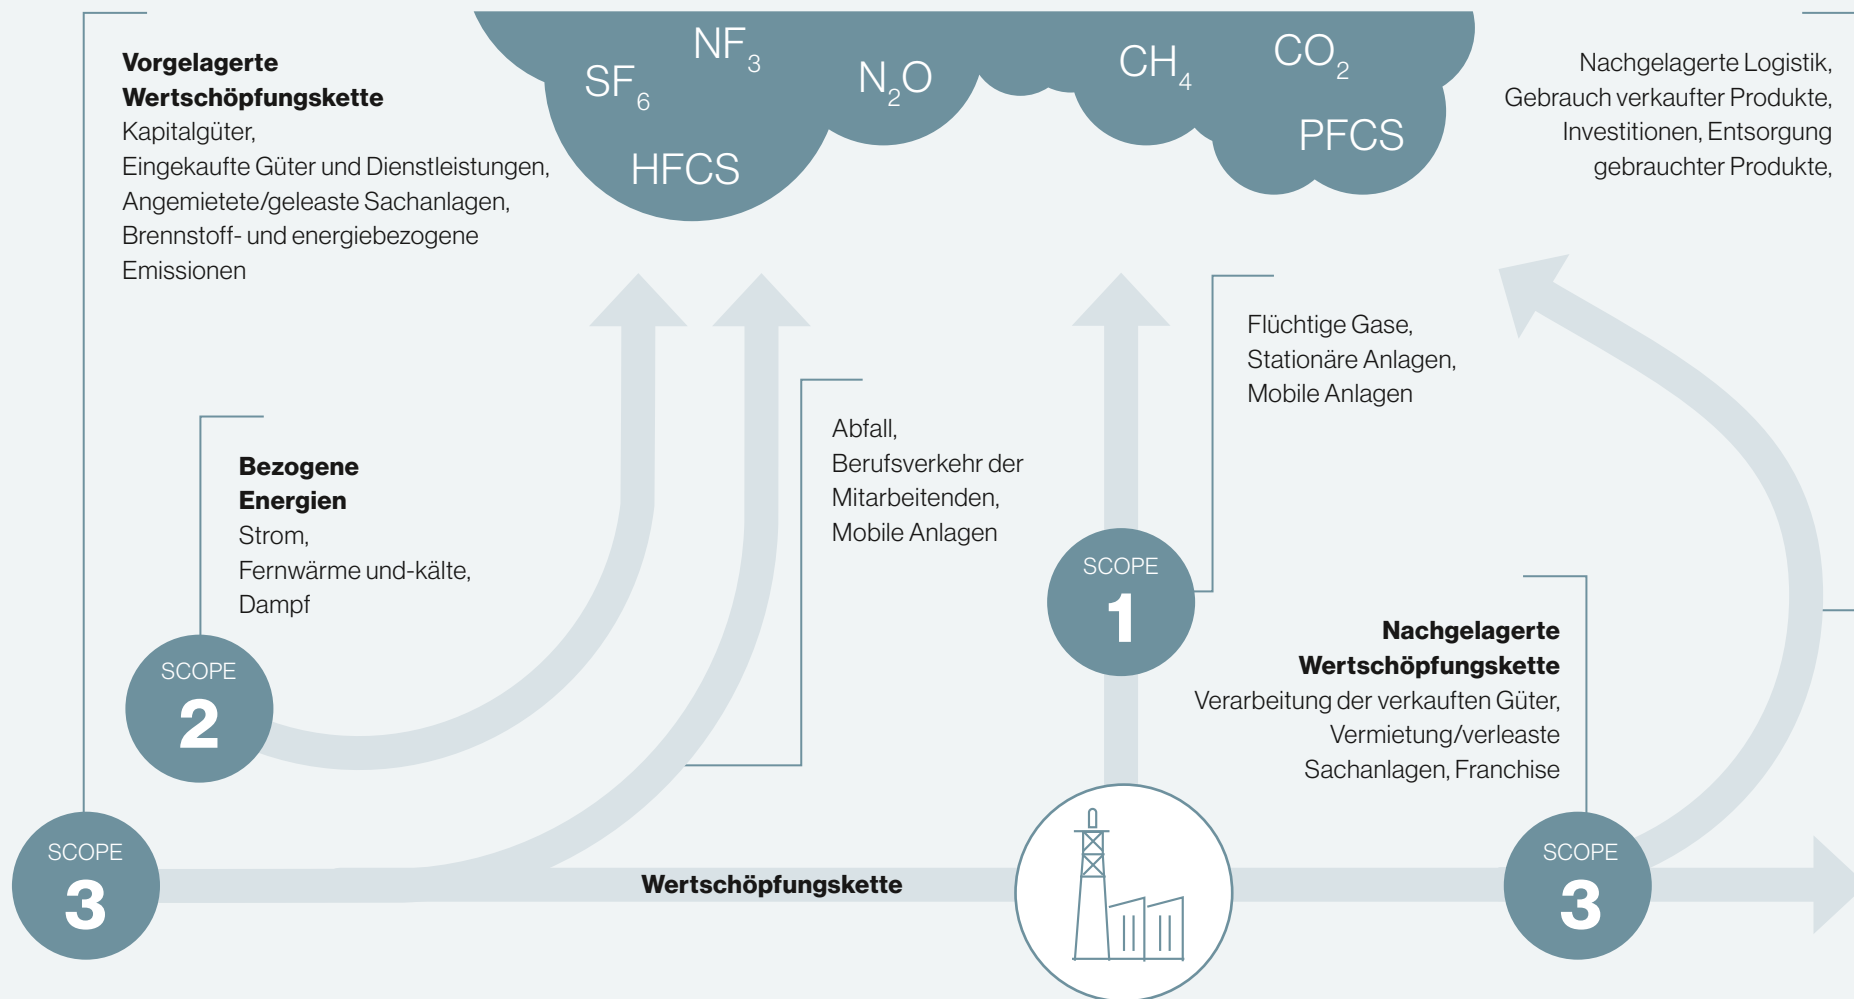 Vorgelagerte
Wertschöpfungskette
Kapitalgüter,
Eingekaufte Güter und Dienstleistungen,
Angemietete/geleaste Sachanlagen,
Brennstoff- und energiebezogene
Emissionen
SF₆
NF₃
N₂O
HFCS
CH₄
CO₂
PFCS
Nachgelagerte Logistik,
Gebrauch verkaufter Produkte,
Investitionen, Entsorgung
gebrauchter Produkte,
Bezogene
Energien
Strom,
Fernwärme und-kälte,
Dampf
SCOPE
2
Abfall,
Berufsverkehr der
Mitarbeitenden,
Mobile Anlagen
Flüchtige Gase,
Stationäre Anlagen,
Mobile Anlagen
SCOPE
1
Nachgelagerte
Wertschöpfungskette
Verarbeitung der verkauften Güter,
Vermietung/verleaste
Sachanlagen, Franchise
SCOPE
3
Wertschöpfungskette
SCOPE
3